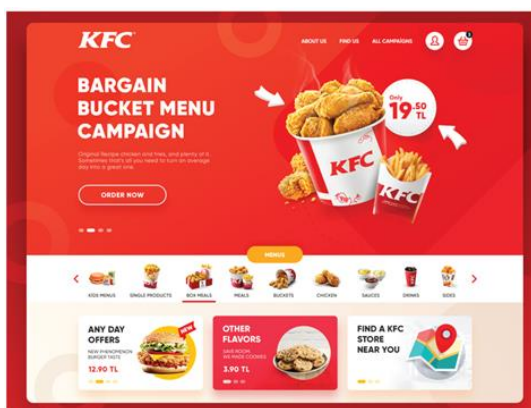 KFC
ABOUT US FIND US ALL CAMPAIGNS
BARGAIN
BUCKET MENU
CAMPAIGN
Original Recipe chicken and fries, and plenty of it.
Sometimes that's all you need to turn an average
day into a great one.
ORDER NOW
Only
19.50
TL
KFC
KFC
MENUS
KIDS MENUS SINGLE PRODUCTS BOX MEALS MEALS BUCKETS CHICKEN SAUCES DRINKS SIDES
ANY DAY
OFFERS
NEW PHENOMENON
BURGER TASTE
12.90 TL
NEW
OTHER
FLAVORS
SAVE ROOM
WE MADE COOKIES
3.90 TL
FIND A KFC
STORE
NEAR YOU